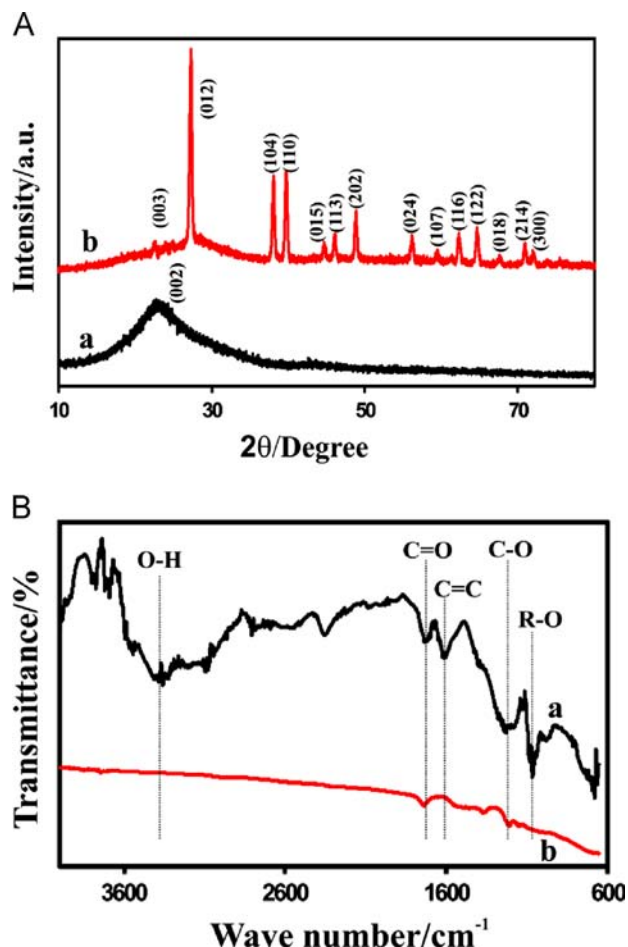 A
Intensity/a.u.
b
a
(003)
(002)
(012)
(104)
(110)
(015)
(113)
(202)
(024)
(107)
(116)
(122)
(018)
(214)
(300)
10 30 50 70
2θ/Degree
B
Transmittance/%
O-H
C=O
C=C
C-O
R-O
a
b
3600 2600 1600 600
Wave number/cm⁻¹